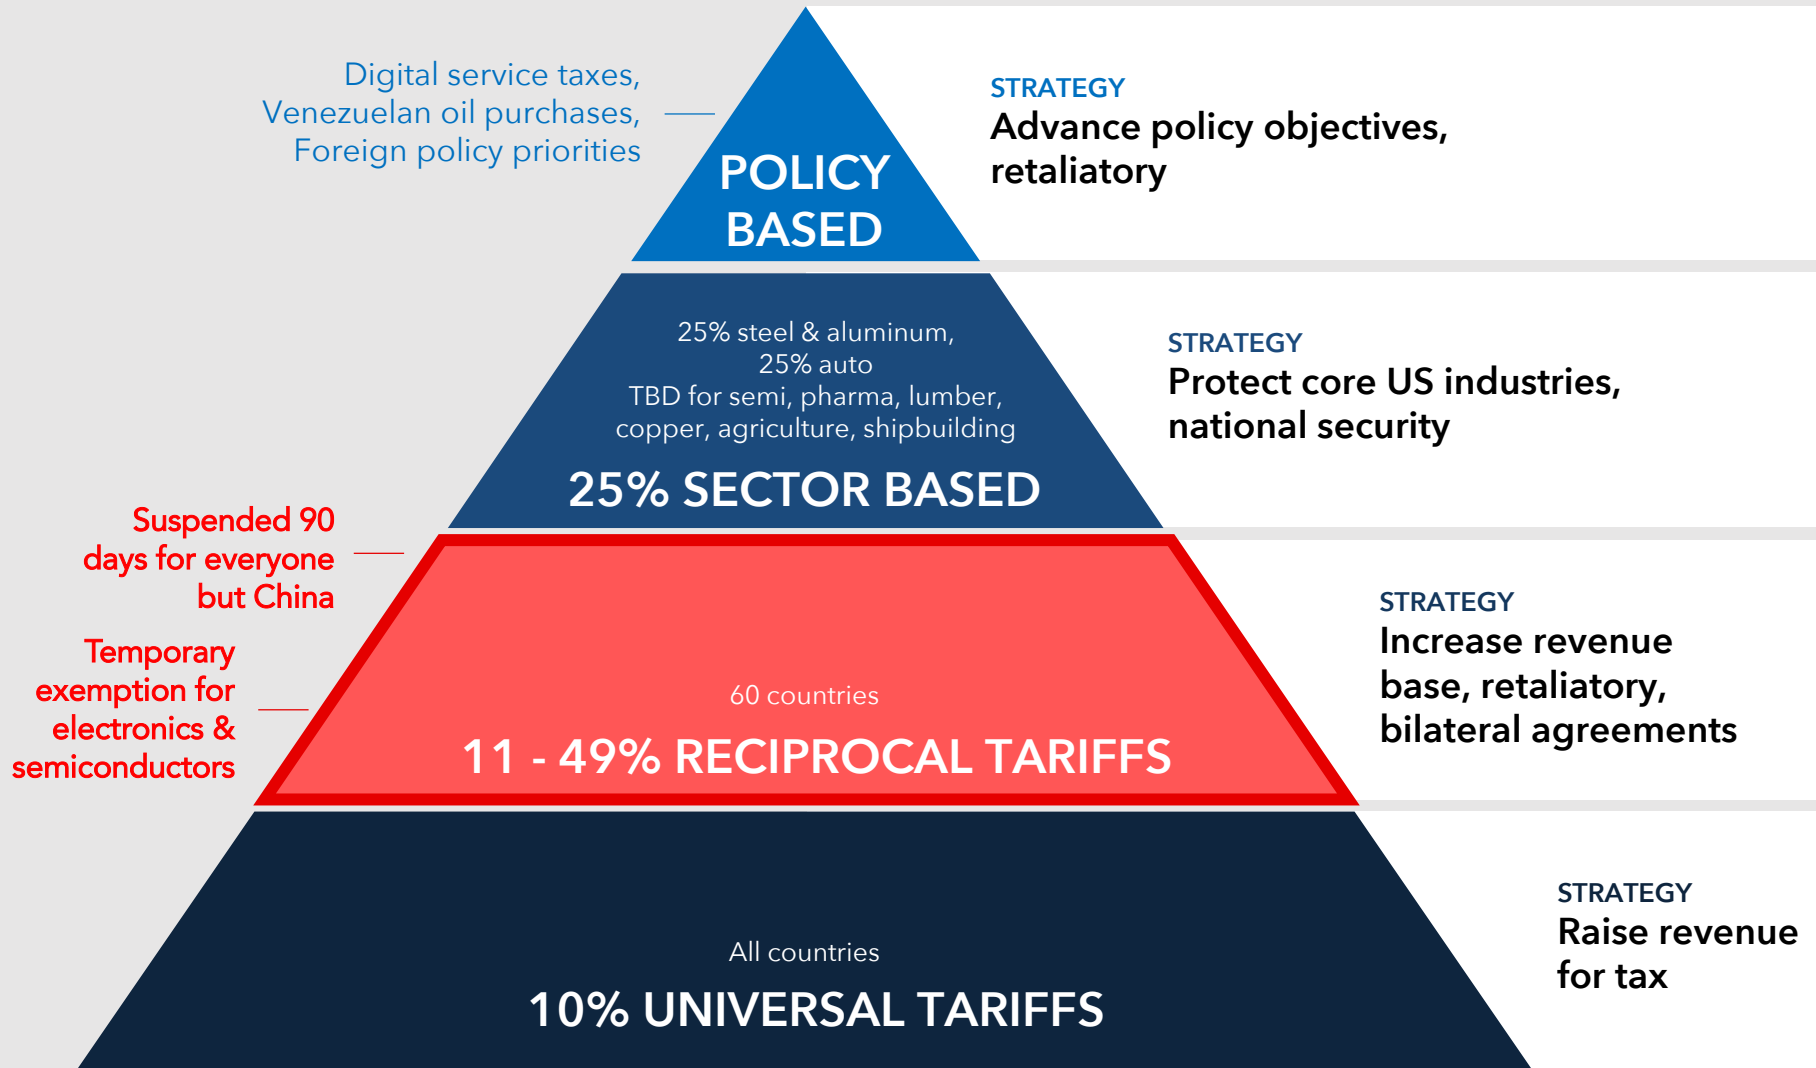 Digital service taxes,
Venezuelan oil purchases,
Foreign policy priorities
POLICY
BASED
STRATEGY
Advance policy objectives,
retaliatory
25% steel & aluminum,
25% auto
TBD for semi, pharma, lumber,
copper, agriculture, shipbuilding
25% SECTOR BASED
STRATEGY
Protect core US industries,
national security
Suspended 90
days for everyone
but China
Temporary
exemption for
electronics &
semiconductors
60 countries
11 - 49% RECIPROCAL TARIFFS
STRATEGY
Increase revenue
base, retaliatory,
bilateral agreements
All countries
10% UNIVERSAL TARIFFS
STRATEGY
Raise revenue
for tax